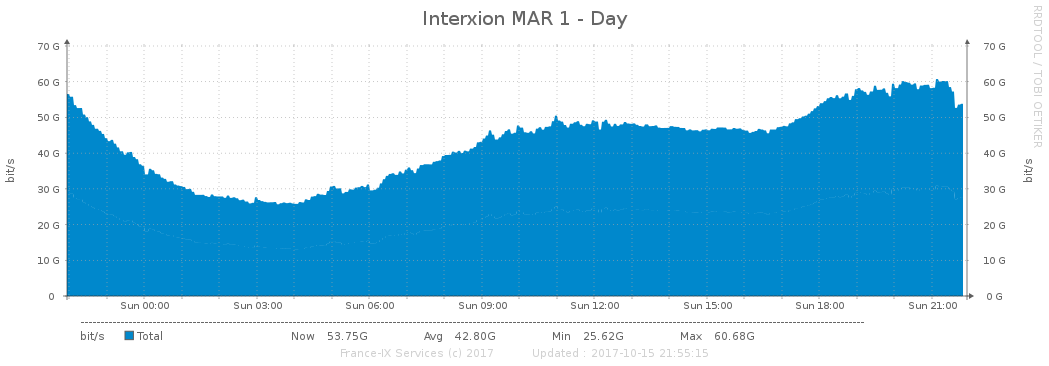 Interxion MAR 1 - Day
RRDTOOL / TOBI OETIKER
70 G 70 G
60 G 60 G
50 G 50 G
40 G 40 G
30 G 30 G
20 G 20 G
10 G 10 G
0 0 G
bit/s bit/s
Sun 00:00 Sun 03:00 Sun 06:00 Sun 09:00 Sun 12:00 Sun 15:00 Sun 18:00 Sun 21:00
bit/s Total Now 53.75G Avg 42.80G Min 25.62G Max 60.68G
France-IX Services (c) 2017 Updated : 2017-10-15 21:55:15